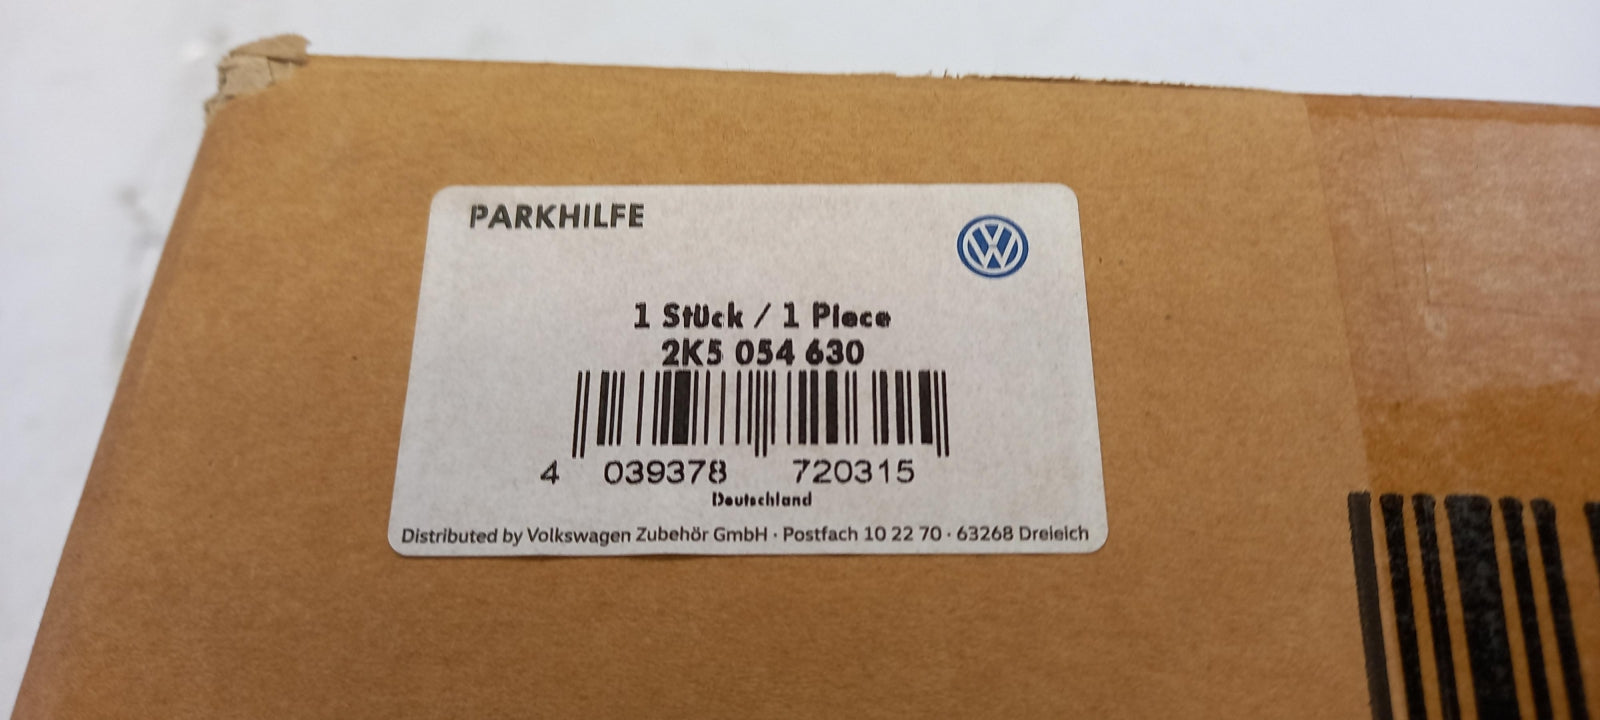 PARKHILFE
1 Stück / 1 Piece
2K5 054 630
4 039378 720315
Deutschland
Distributed by Volkswagen Zubehör GmbH · Postfach 10 22 70 · 63268 Dreieich